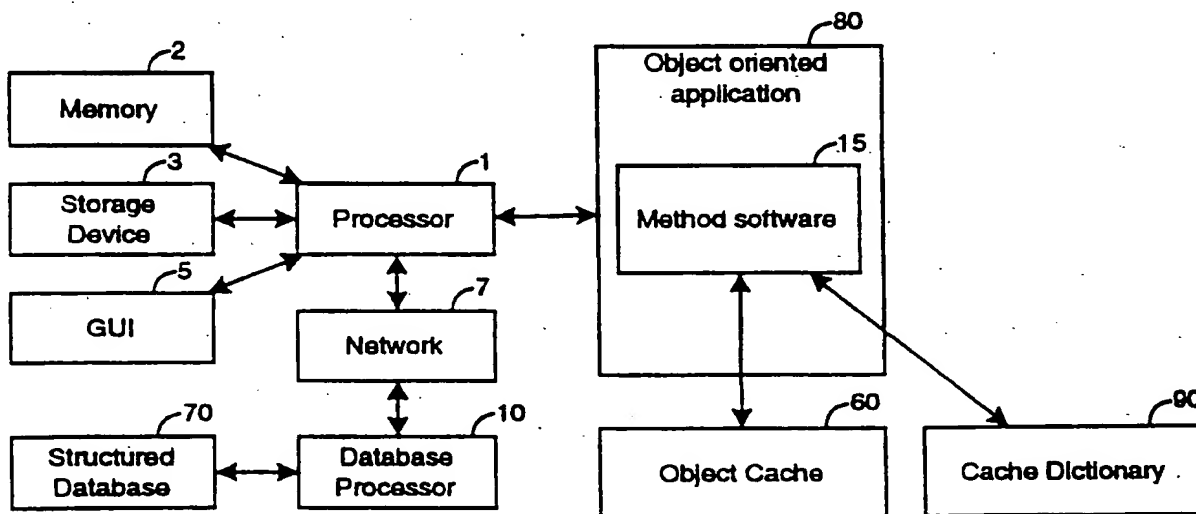 80
Object oriented
application
2
Memory
15
Method software
3
Storage
Device
1
Processor
5
GUI
7
Network
70
Structured
Database
10
Database
Processor
60
Object Cache
90
Cache Dictionary